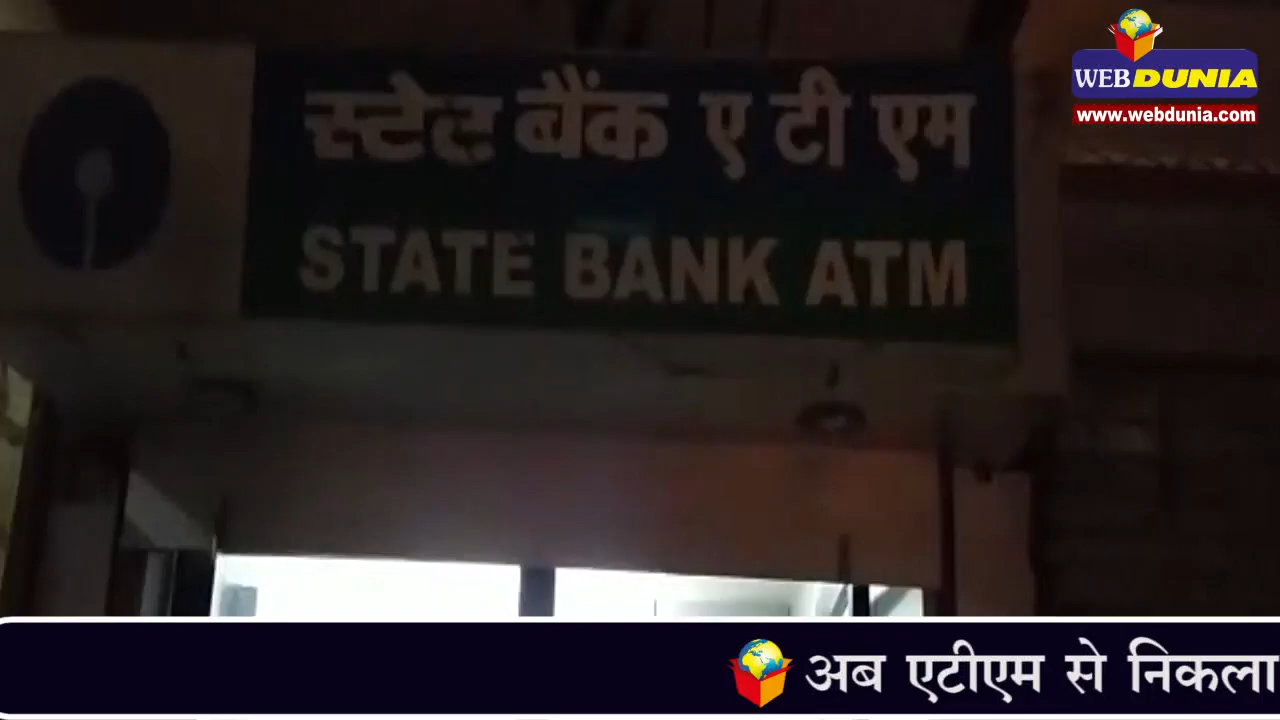 WEBDUNIA
www.webdunia.com
स्टेट बैंक ए टी एम
STATE BANK ATM
अब एटीएम से निकला